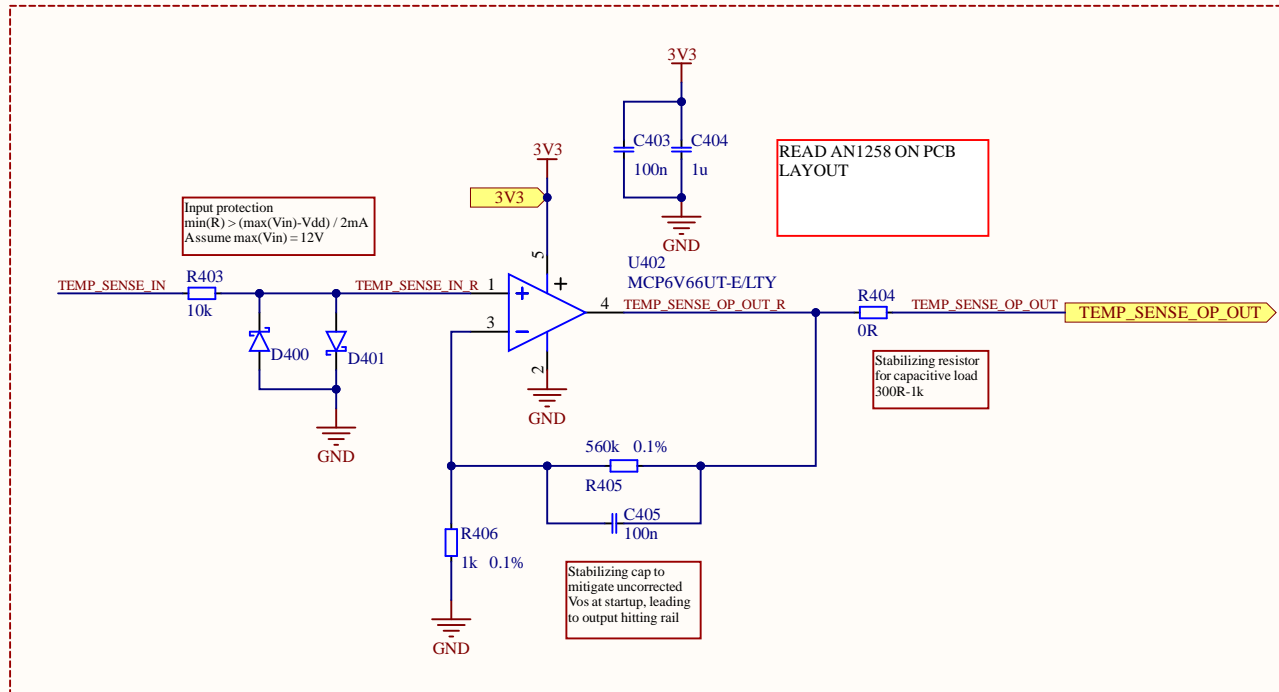 3V3
C403
C404
100n
1u
READ AN1258 ON PCB
LAYOUT
3V3
3V3
Input protection
min(R) > (max(Vin)-Vdd) / 2mA
Assume max(Vin) = 12V
GND
U402
MCP6V66UT-E/LTY
5
TEMP_SENSE_IN
R403
10k
TEMP_SENSE_IN_R
1
+
+
4
TEMP_SENSE_OP_OUT_R
R404
0R
TEMP_SENSE_OP_OUT
TEMP_SENSE_OP_OUT
3
−
D400
D401
2
GND
Stabilizing resistor
for capacitive load
300R-1k
GND
560k 0.1%
R405
C405
100n
R406
1k 0.1%
Stabilizing cap to
mitigate uncorrected
Vos at startup, leading
to output hitting rail
GND